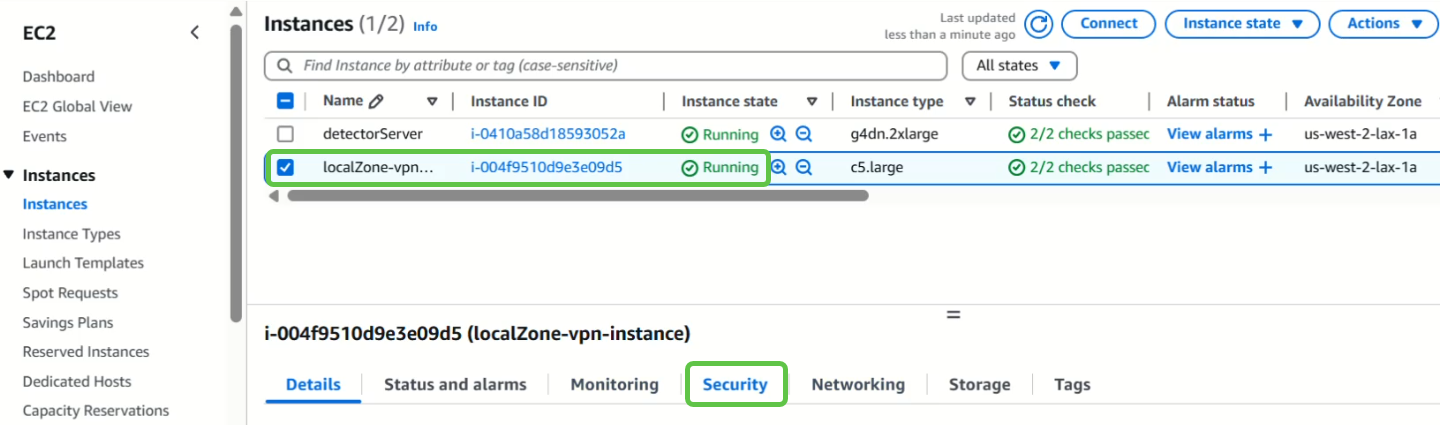 EC2
Dashboard
EC2 Global View
Events
Instances
Instances
Instance Types
Launch Templates
Spot Requests
Savings Plans
Reserved Instances
Dedicated Hosts
Capacity Reservations
Instances (1/2) Info
Last updated
less than a minute ago
Connect
Instance state
Actions
Find Instance by attribute or tag (case-sensitive)
All states
Name Instance ID Instance state Instance type Status check Alarm status Availability Zone
detectorServer i-0410a58d18593052a Running g4dn.2xlarge 2/2 checks passec View alarms + us-west-2-lax-1a
localZone-vpn... i-004f9510d9e3e09d5 Running c5.large 2/2 checks passec View alarms + us-west-2-lax-1a
i-004f9510d9e3e09d5 (localZone-vpn-instance)
Details Status and alarms Monitoring Security Networking Storage Tags